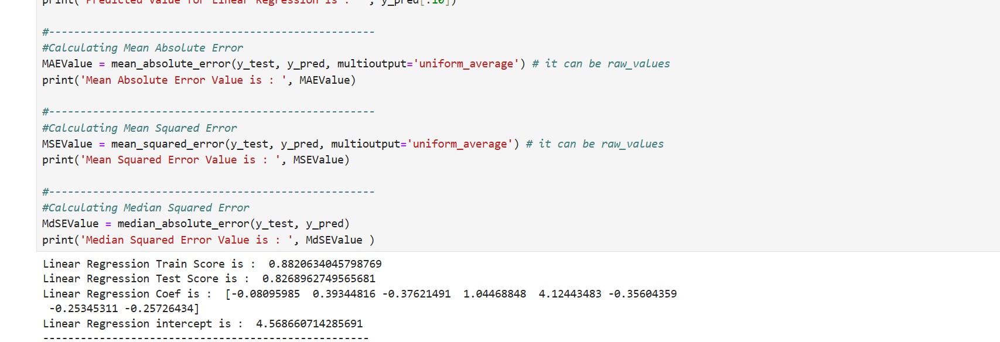 print('Predicted Value for Linear Regression is : ' , y_pred[:10])
#----------------------------------------------------
#Calculating Mean Absolute Error
MAEValue = mean_absolute_error(y_test, y_pred, multioutput='uniform_average') # it can be raw_values
print('Mean Absolute Error Value is : ', MAEValue)
#----------------------------------------------------
#Calculating Mean Squared Error
MSEValue = mean_squared_error(y_test, y_pred, multioutput='uniform_average') # it can be raw_values
print('Mean Squared Error Value is : ', MSEValue)
#----------------------------------------------------
#Calculating Median Squared Error
MdSEValue = median_absolute_error(y_test, y_pred)
print('Median Squared Error Value is : ', MdSEValue )
Linear Regression Train Score is :  0.8820634045798769
Linear Regression Test Score is :  0.8268962749565681
Linear Regression Coef is :  [-0.08095985  0.39344816 -0.37621491  1.04468848  4.12443483 -0.35604359
 -0.25345311 -0.25726434]
Linear Regression intercept is :  4.568660714285691
----------------------------------------------------